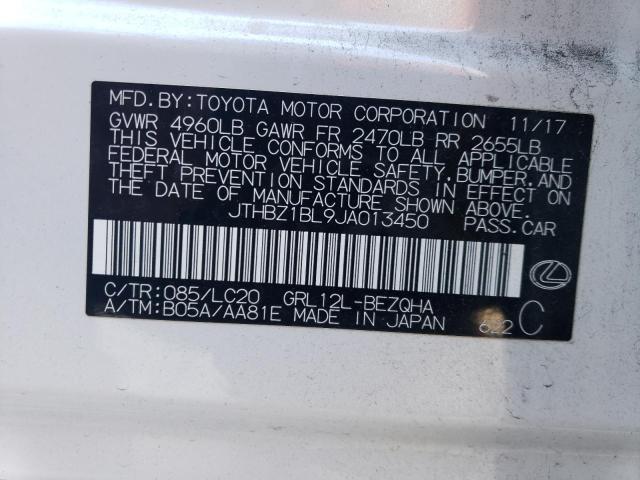 MFD.BY:TOYOTA MOTOR CORPORATION 11/17
GVWR 4960LB GAWR FR 2470LB RR 2655LB
THIS VEHICLE CONFORMS TO ALL APPLICABLE
FEDERAL MOTOR VEHICLE SAFETY,BUMPER,AND
THEFT PREVENTION STANDARDS IN EFFECT ON
THE DATE OF MANUFACTURE SHOWN ABOVE.
JTHBZ1BL9JA013450 PASS.CAR
C/TR:085/LC20 GRL12L-BEZQHA
A/TM:B05A/AA81E MADE IN JAPAN 622 C